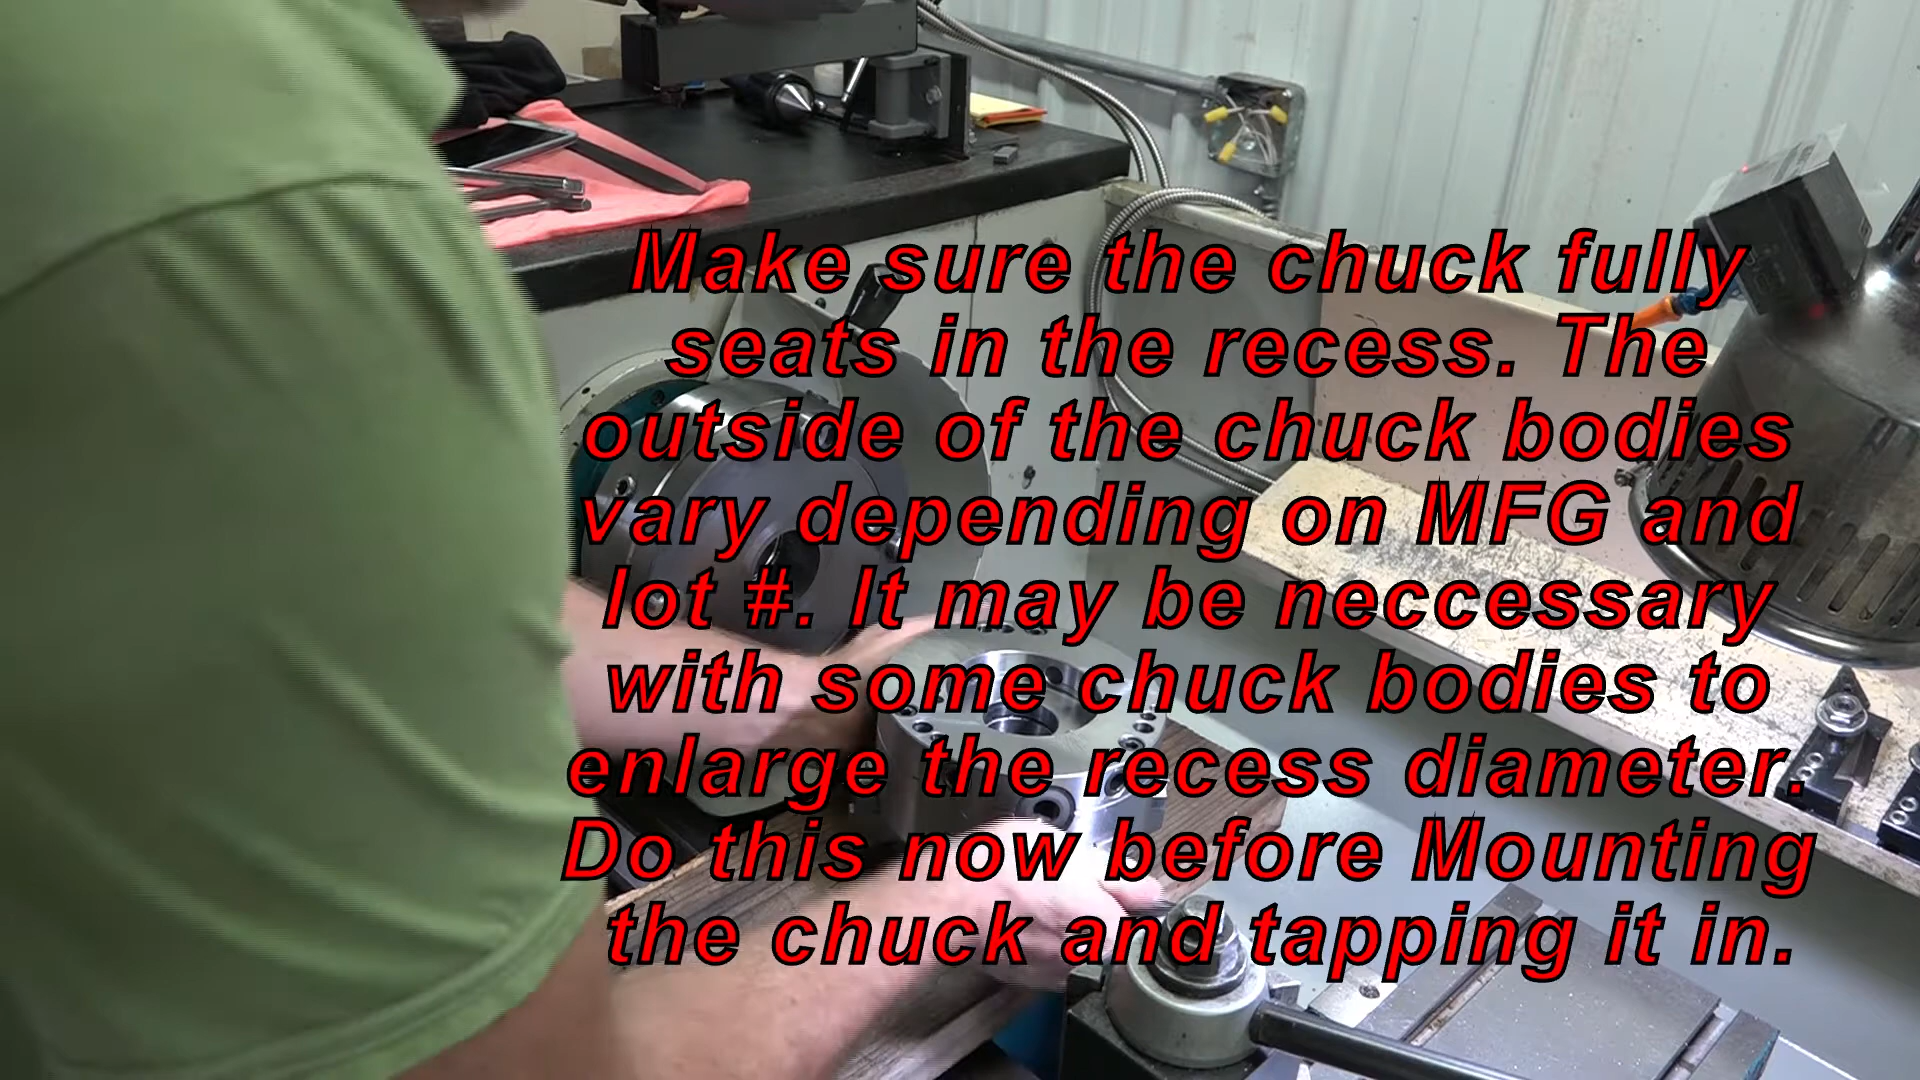 Make sure the chuck fully
seats in the recess. The
outside of the chuck bodies
vary depending on MFG and
lot #. It may be neccessary
with some chuck bodies to
enlarge the recess diameter.
Do this now before Mounting
the chuck and tapping it in.